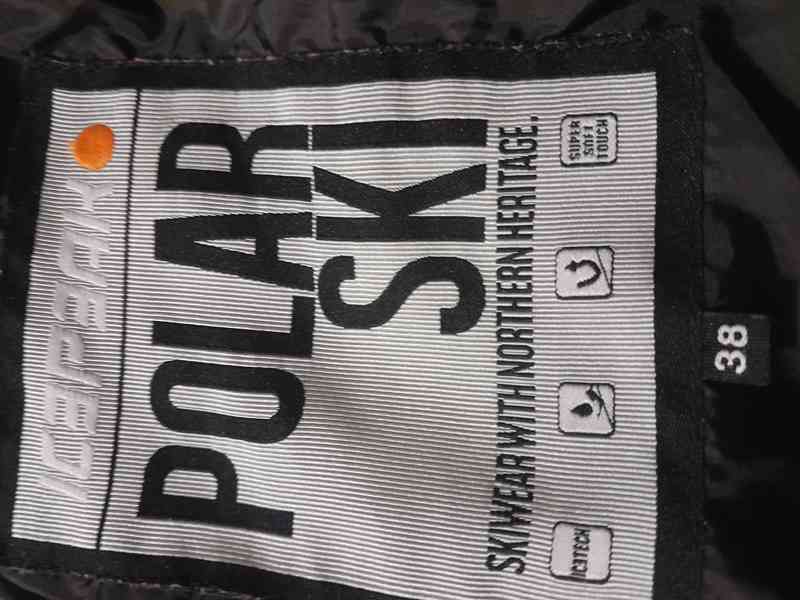 ICEPEAK
POLAR
SKI
SKIWEAR WITH NORTHERN HERITAGE.
ICETECH
SUPER
SOFT
TOUCH
38